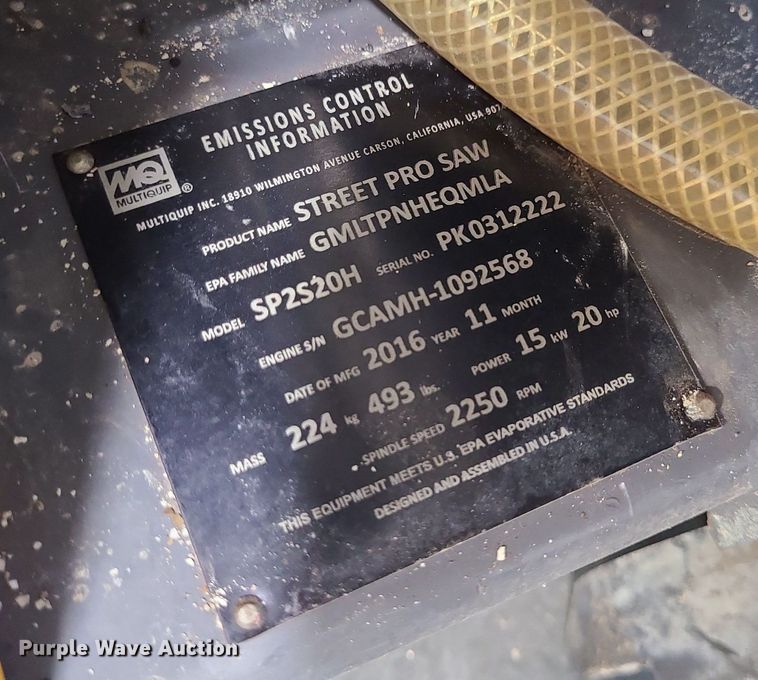 EMISSIONS CONTROL
INFORMATION
MQ
MULTIQUIP ®
MULTIQUIP INC. 18910 WILMINGTON AVENUE CARSON, CALIFORNIA, USA
PRODUCT NAME STREET PRO SAW
EPA FAMILY NAME GMLTPNHEQMLA
MODEL SP2S20H SERIAL NO. PK0312222
ENGINE S/N GCAMH-1092568
DATE OF MFG 2016 YEAR 11 MONTH
MASS 224 kg 493 lbs. POWER 15 kW 20 hp
SPINDLE SPEED 2250 RPM
THIS EQUIPMENT MEETS U.S. EPA EVAPORATIVE STANDARDS
DESIGNED AND ASSEMBLED IN U.S.A.
Purple Wave Auction